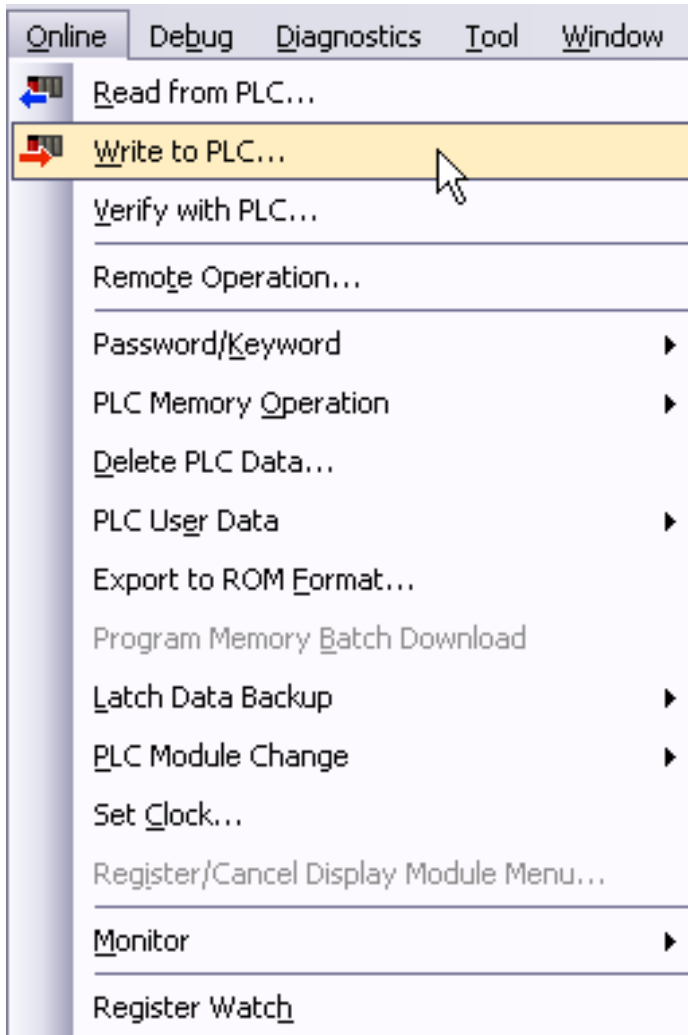 Online Debug Diagnostics Tool Window
Read from PLC...
Write to PLC...
Verify with PLC...
Remote Operation...
Password/Keyword
PLC Memory Operation
Delete PLC Data...
PLC User Data
Export to ROM Format...
Program Memory Batch Download
Latch Data Backup
PLC Module Change
Set Clock...
Register/Cancel Display Module Menu...
Monitor
Register Watch